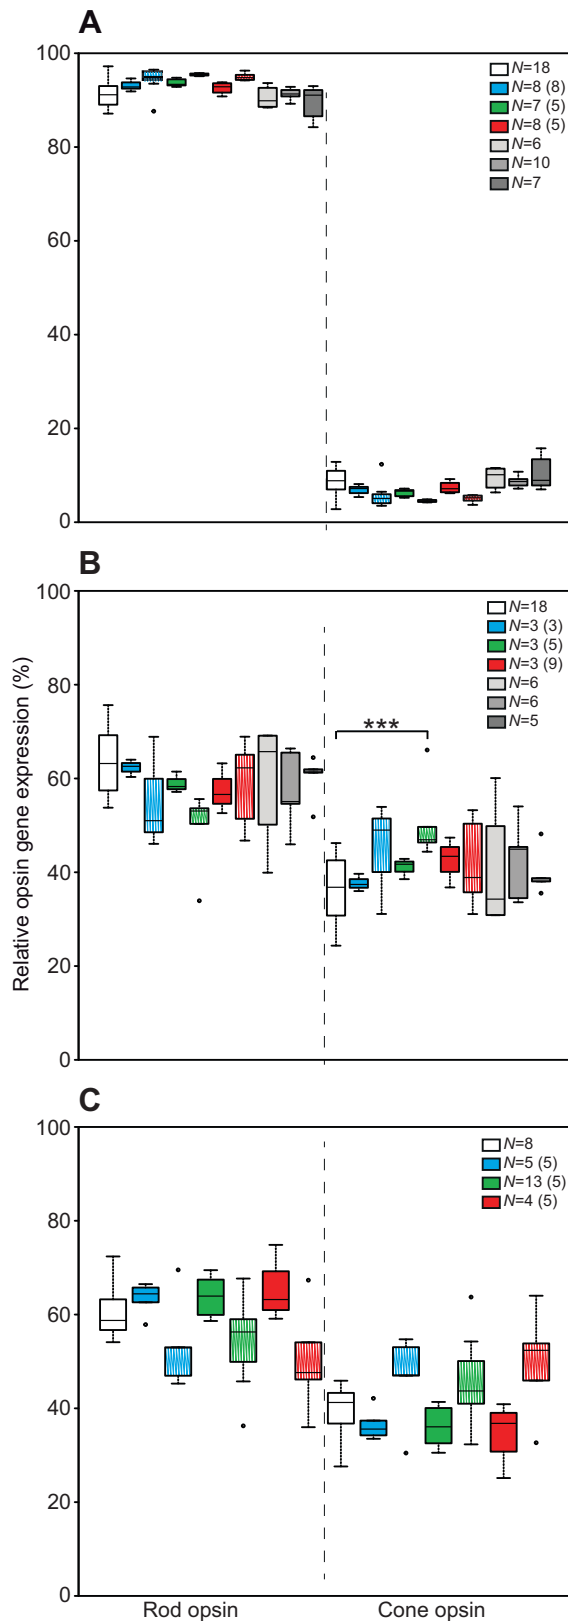 A
100
80
60
40
20
0
N=18
N=8 (8)
N=7 (5)
N=8 (5)
N=6
N=10
N=7
B
Relative opsin gene expression (%)
100
80
60
40
20
0
N=18
N=3 (3)
N=3 (5)
N=3 (9)
N=6
N=6
N=5
***
C
100
80
60
40
20
0
N=8
N=5 (5)
N=13 (5)
N=4 (5)
Rod opsin Cone opsin